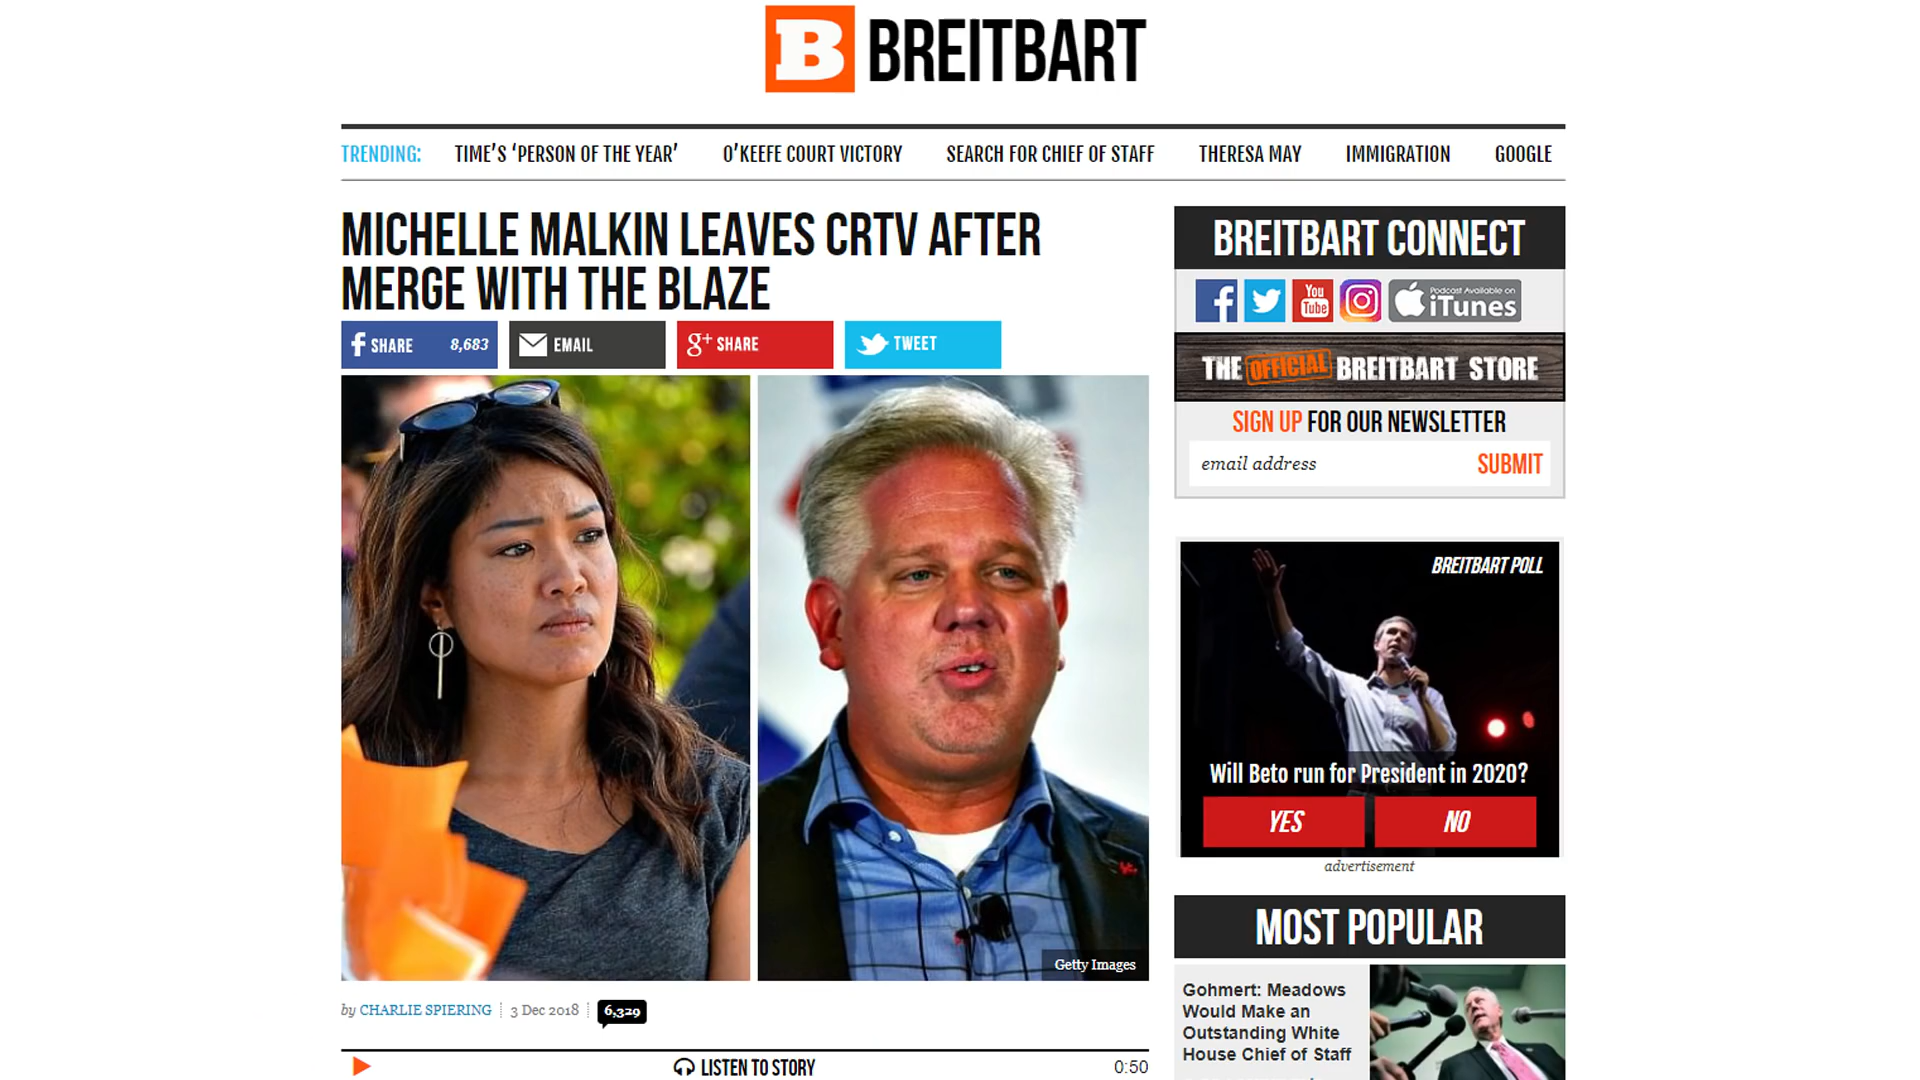 B BREITBART
TRENDING: TIME'S 'PERSON OF THE YEAR' O'KEEFE COURT VICTORY SEARCH FOR CHIEF OF STAFF THERESA MAY IMMIGRATION GOOGLE
MICHELLE MALKIN LEAVES CRTV AFTER
MERGE WITH THE BLAZE
f SHARE 8,683
EMAIL
g+ SHARE
TWEET
Getty Images
by CHARLIE SPIERING 3 Dec 2018 6,329
LISTEN TO STORY 0:50
BREITBART CONNECT
f
You
Tube
Podcast Available on
iTunes
THE OFFICIAL BREITBART STORE
SIGN UP FOR OUR NEWSLETTER
email address SUBMIT
BREITBART POLL
Will Beto run for President in 2020?
YES NO
advertisement
MOST POPULAR
Gohmert: Meadows
Would Make an
Outstanding White
House Chief of Staff